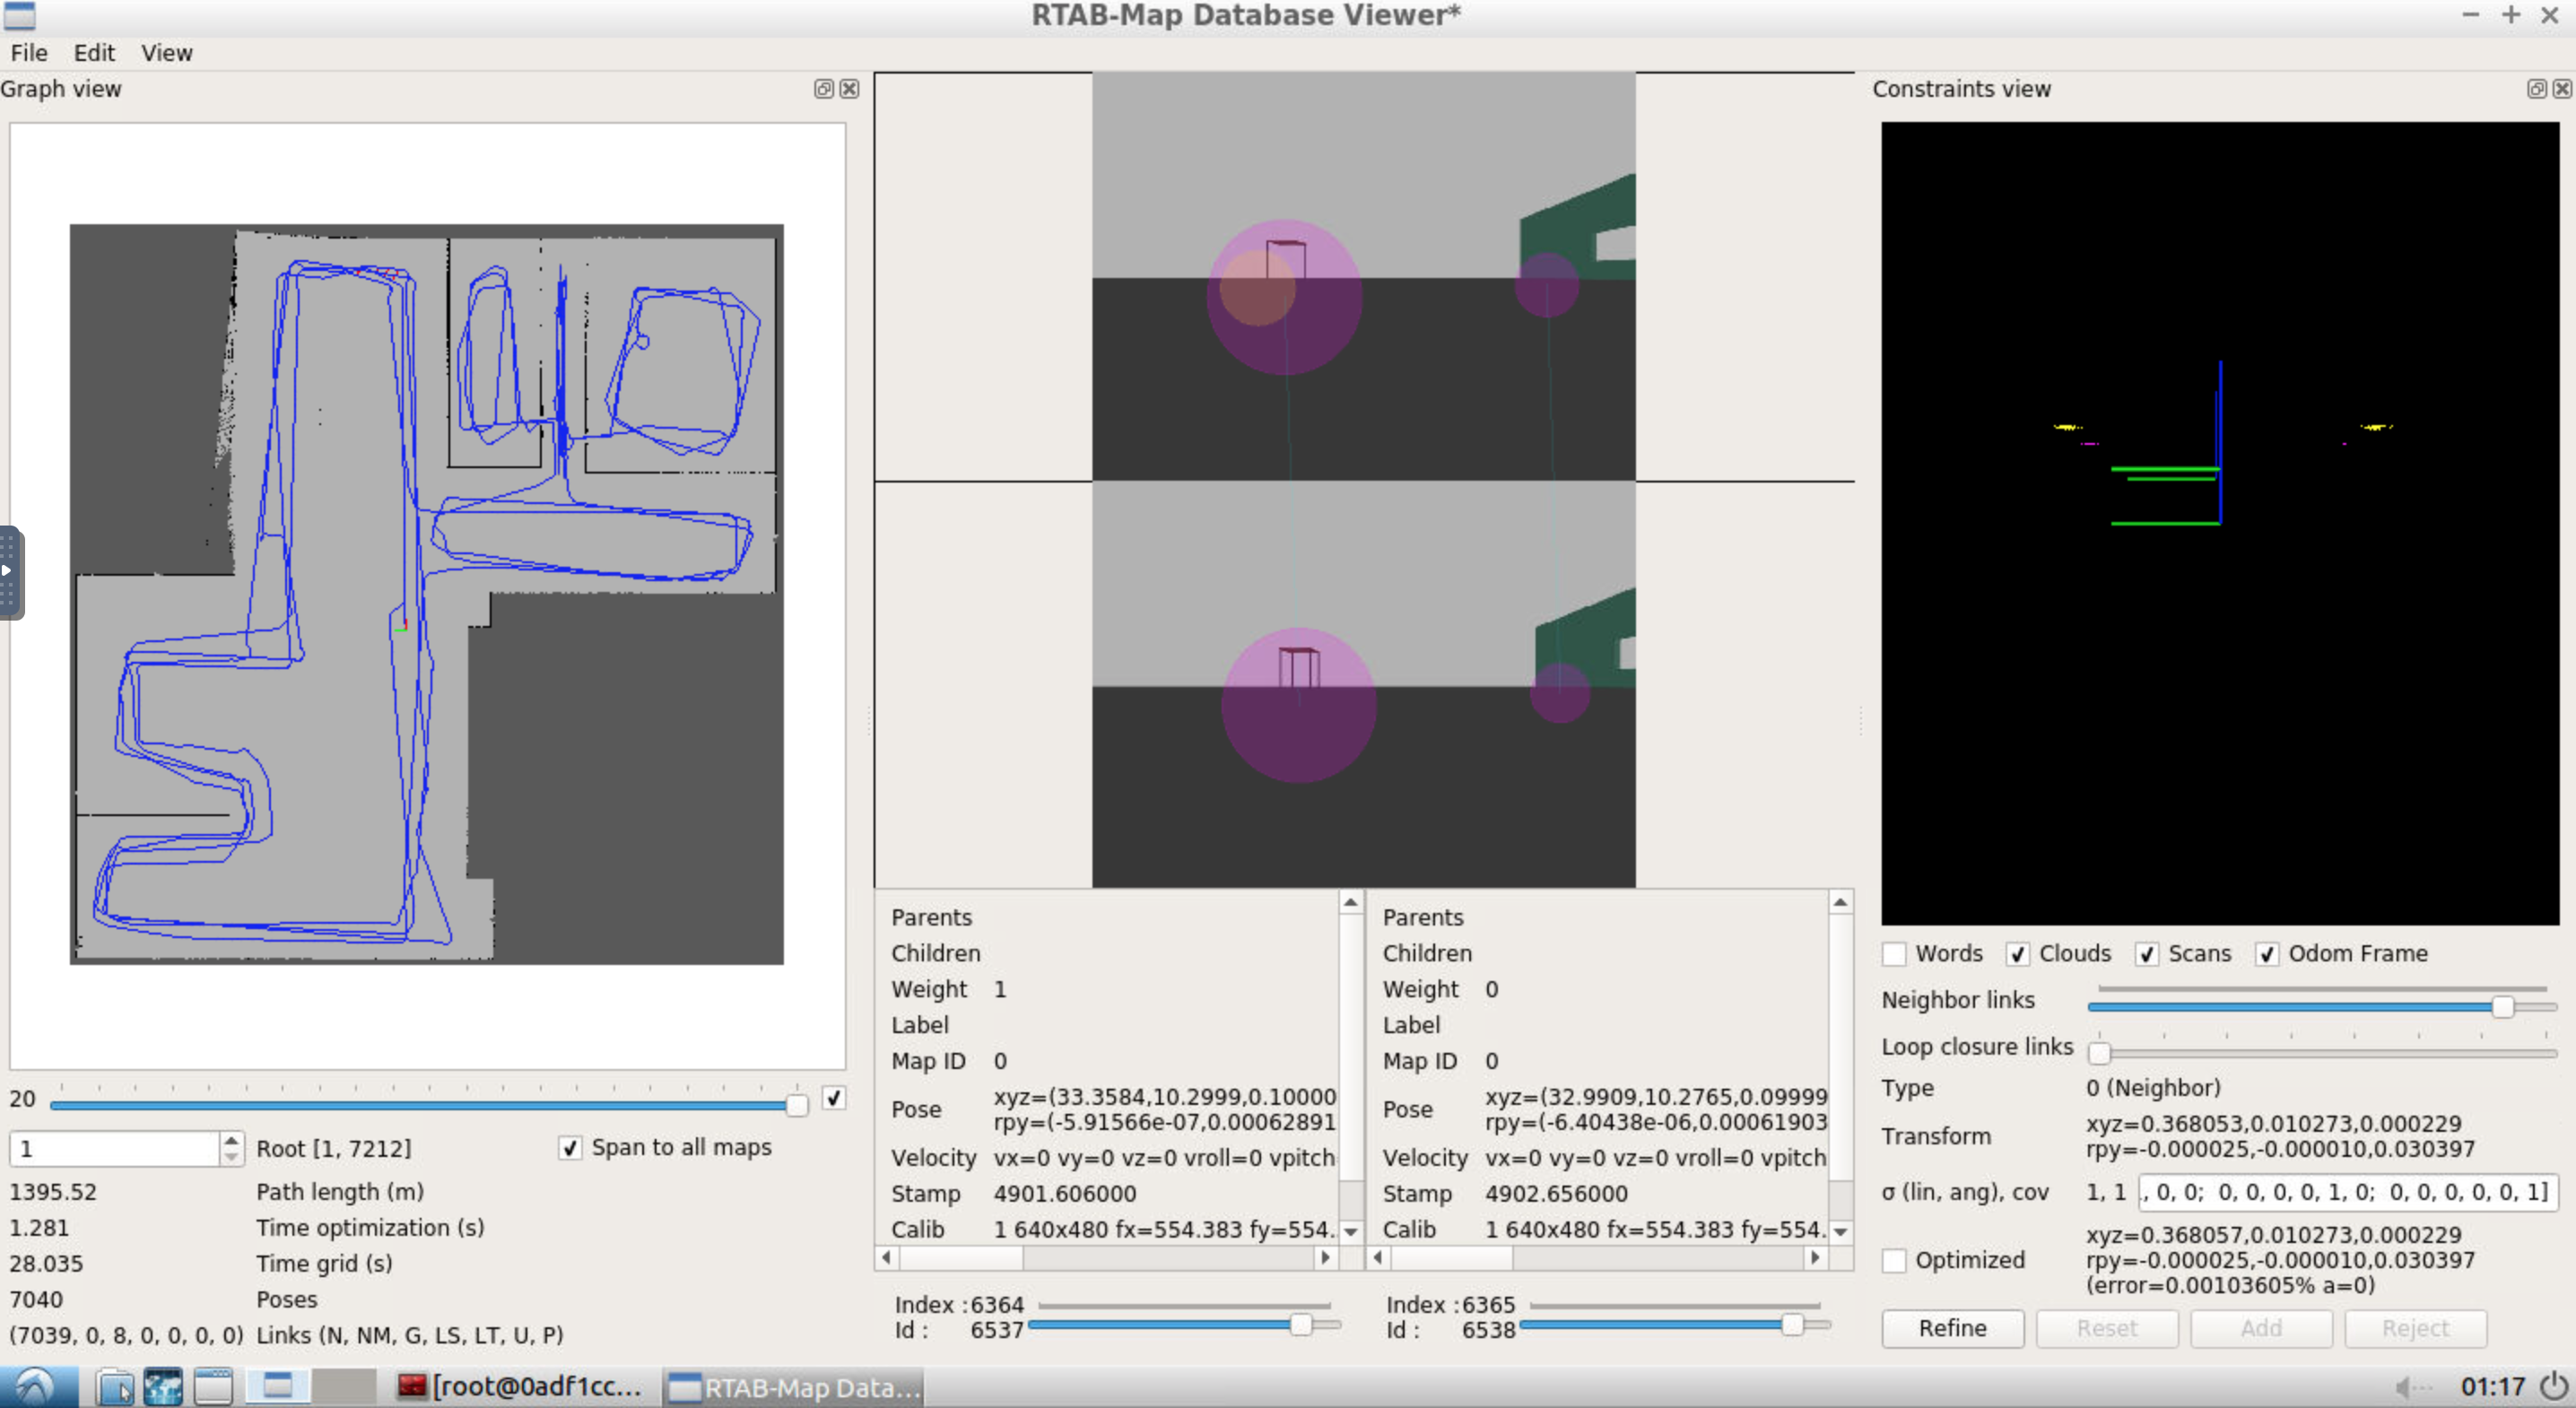 RTAB-Map Database Viewer*
File Edit View
Graph view
Constraints view
Parents
Children
Weight 1
Label
Map ID 0
Pose xyz=(33.3584,10.2999,0.10000
rpy=(-5.91566e-07,0.00062891
Velocity vx=0 vy=0 vz=0 vroll=0 vpitch
Stamp 4901.606000
Calib 1 640x480 fx=554.383 fy=554.
Parents
Children
Weight 0
Label
Map ID 0
Pose xyz=(32.9909,10.2765,0.09999
rpy=(-6.40438e-06,0.00061903
Velocity vx=0 vy=0 vz=0 vroll=0 vpitch
Stamp 4902.656000
Calib 1 640x480 fx=554.383 fy=554.
Index : 6364
Id : 6537
Index : 6365
Id : 6538
20
1 Root [1, 7212] Span to all maps
1395.52 Path length (m)
1.281 Time optimization (s)
28.035 Time grid (s)
7040 Poses
(7039, 0, 8, 0, 0, 0, 0) Links (N, NM, G, LS, LT, U, P)
Words Clouds Scans Odom Frame
Neighbor links
Loop closure links
Type 0 (Neighbor)
Transform xyz=0.368053,0.010273,0.000229
rpy=-0.000025,-0.000010,0.030397
σ (lin, ang), cov 1, 1 ., 0, 0; 0, 0, 0, 0, 1, 0; 0, 0, 0, 0, 0, 1]
Optimized xyz=0.368057,0.010273,0.000229
rpy=-0.000025,-0.000010,0.030397
(error=0.00103605% a=0)
Refine Reset Add Reject
[root@0adf1cc... RTAB-Map Data... 01:17